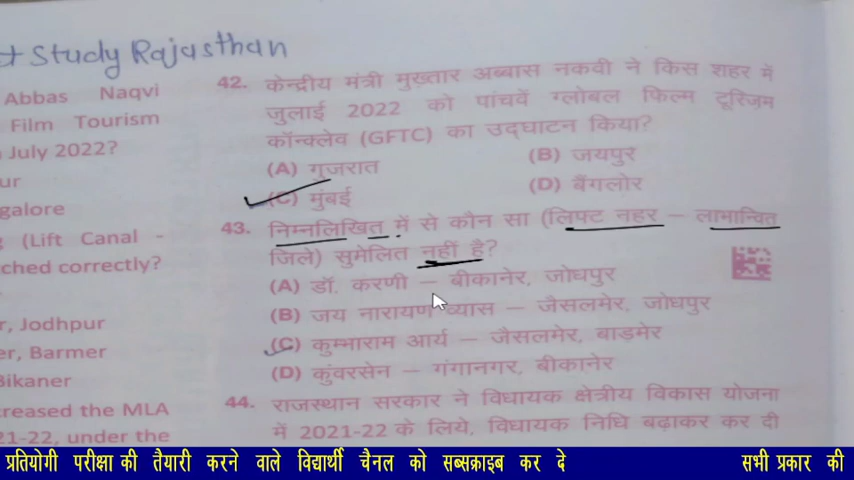 Study Rajasthan
Abbas Naqvi
Film Tourism
July 2022?
ur
galore
(Lift Canal -
ched correctly?
r, Jodhpur
er, Barmer
Bikaner
creased the MLA
21-22, under the
42. केन्द्रीय मंत्री मुख्तार अब्बास नकवी ने किस शहर में
जुलाई 2022 को पांचवें ग्लोबल फिल्म टूरिज़्म
कॉन्क्लेव (GFTC) का उद्घाटन किया?
(A) गुजरात (B) जयपुर
(C) मुंबई (D) बैंगलोर
43. निम्नलिखित में से कौन सा (लिफ्ट नहर – लाभान्वित
जिले) सुमेलित नहीं है?
(A) डॉ. करणी – बीकानेर, जोधपुर
(B) जय नारायण व्यास – जैसलमेर, जोधपुर
(C) कुम्भाराम आर्य – जैसलमेर, बाडमेर
(D) कुंवरसेन – गंगानगर, बीकानेर
44. राजस्थान सरकार ने विधायक क्षेत्रीय विकास योजना
में 2021-22 के लिये, विधायक निधि बढ़ाकर कर दी
प्रतियोगी परीक्षा की तैयारी करने वाले विद्यार्थी चैनल को सब्सक्राइब कर दे सभी प्रकार की